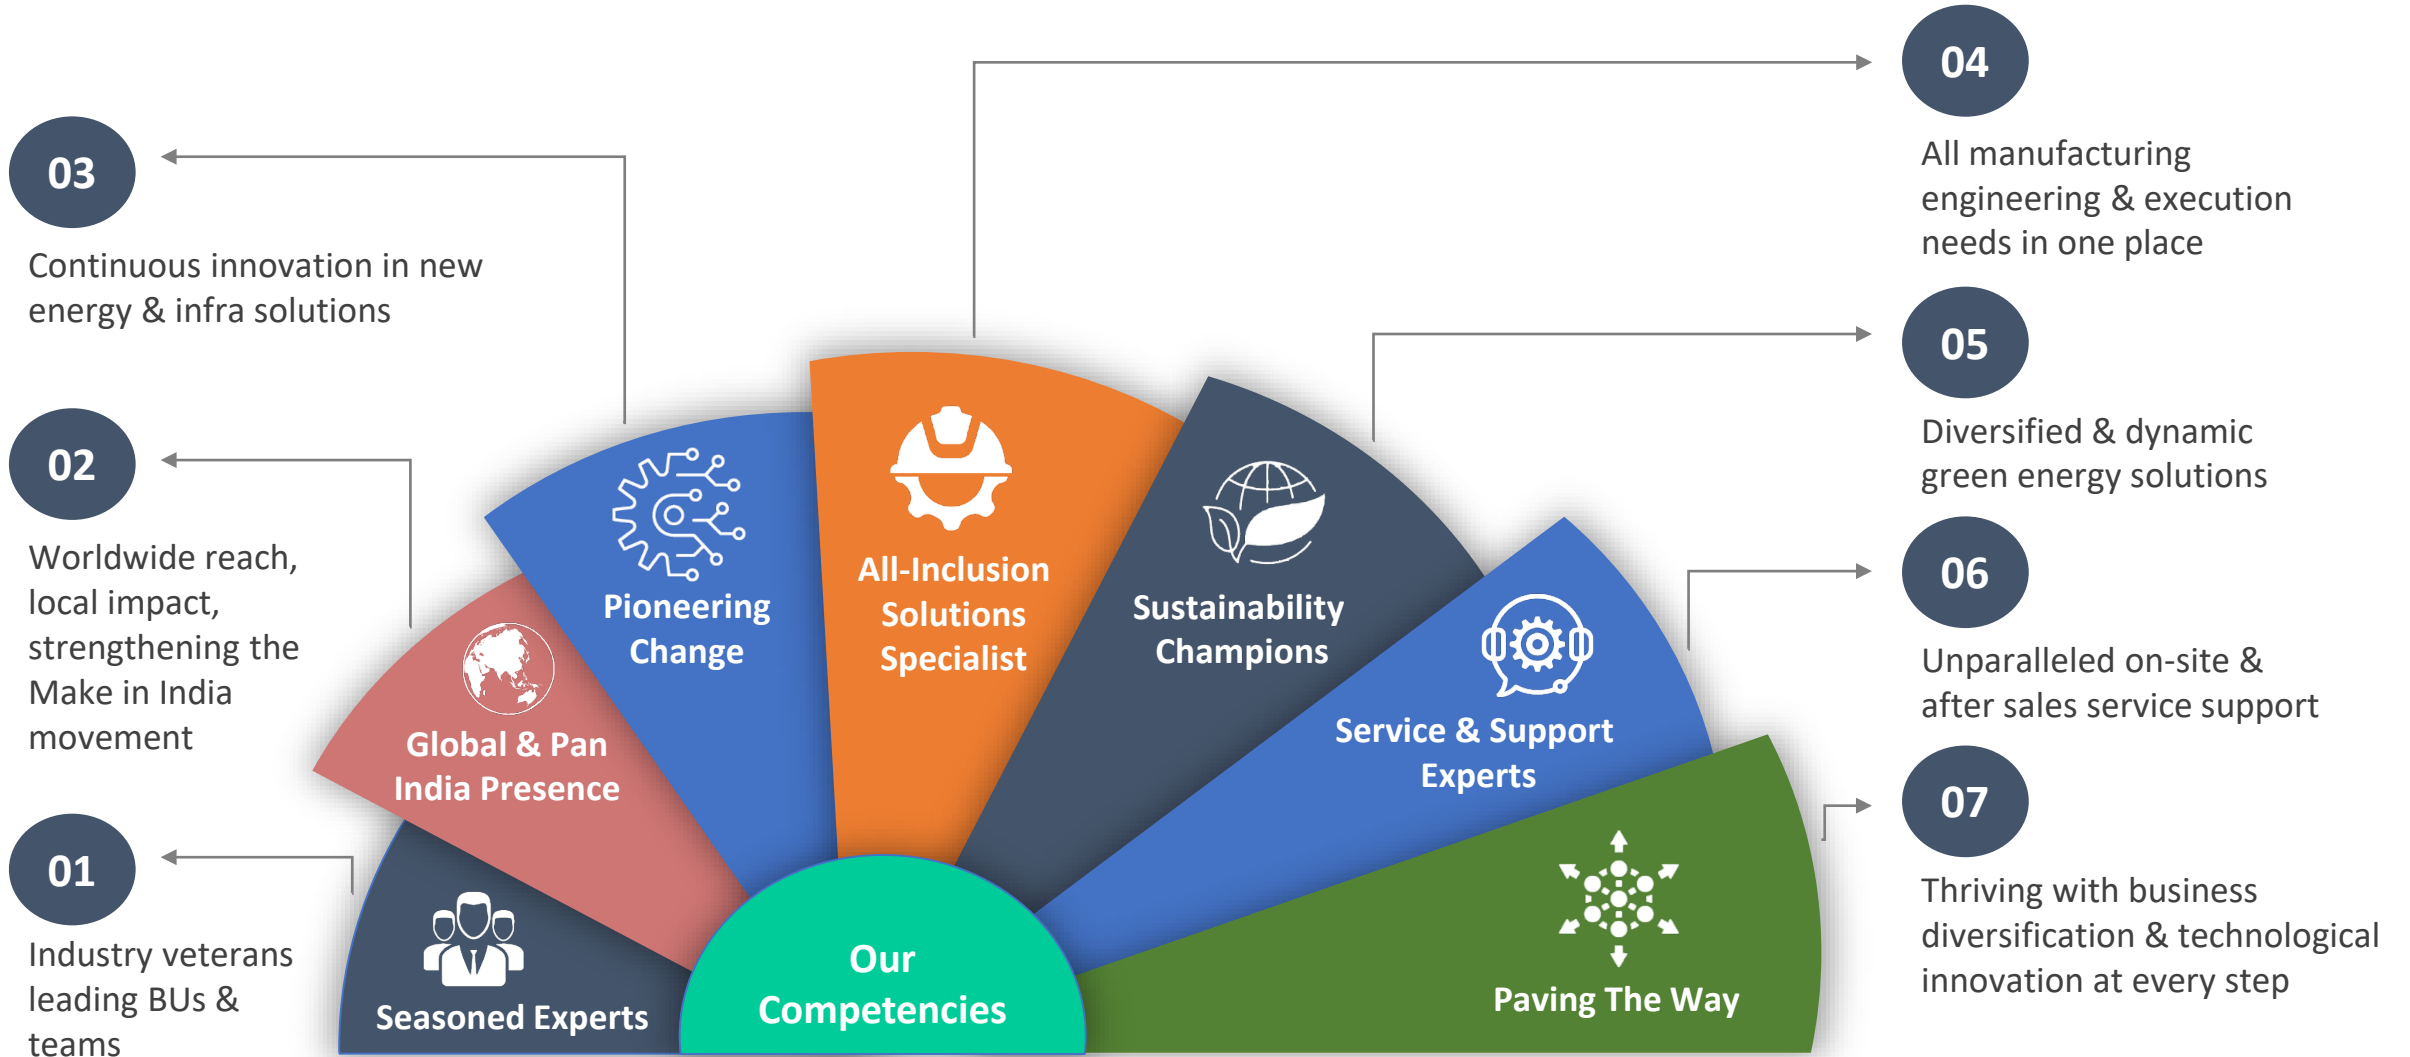 04
All manufacturing
engineering & execution
needs in one place
03
Continuous innovation in new
energy & infra solutions
05
Diversified & dynamic
green energy solutions
02
Worldwide reach,
local impact,
strengthening the
Make in India
movement
06
Unparalleled on-site &
after sales service support
01
Industry veterans
leading BUs &
teams
07
Thriving with business
diversification & technological
innovation at every step
Seasoned Experts
Global & Pan
India Presence
Pioneering
Change
All-Inclusion
Solutions
Specialist
Sustainability
Champions
Service & Support
Experts
Paving The Way
Our
Competencies